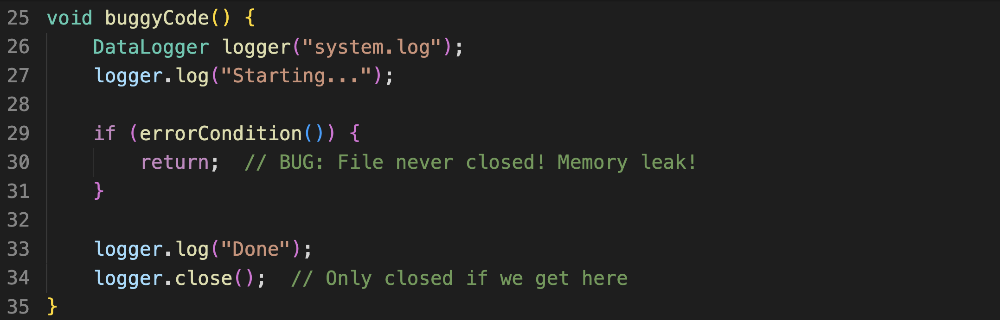 25 void buggyCode() {
26     DataLogger logger("system.log");
27     logger.log("Starting...");
28
29     if (errorCondition()) {
30         return;  // BUG: File never closed! Memory leak!
31     }
32
33     logger.log("Done");
34     logger.close();  // Only closed if we get here
35 }